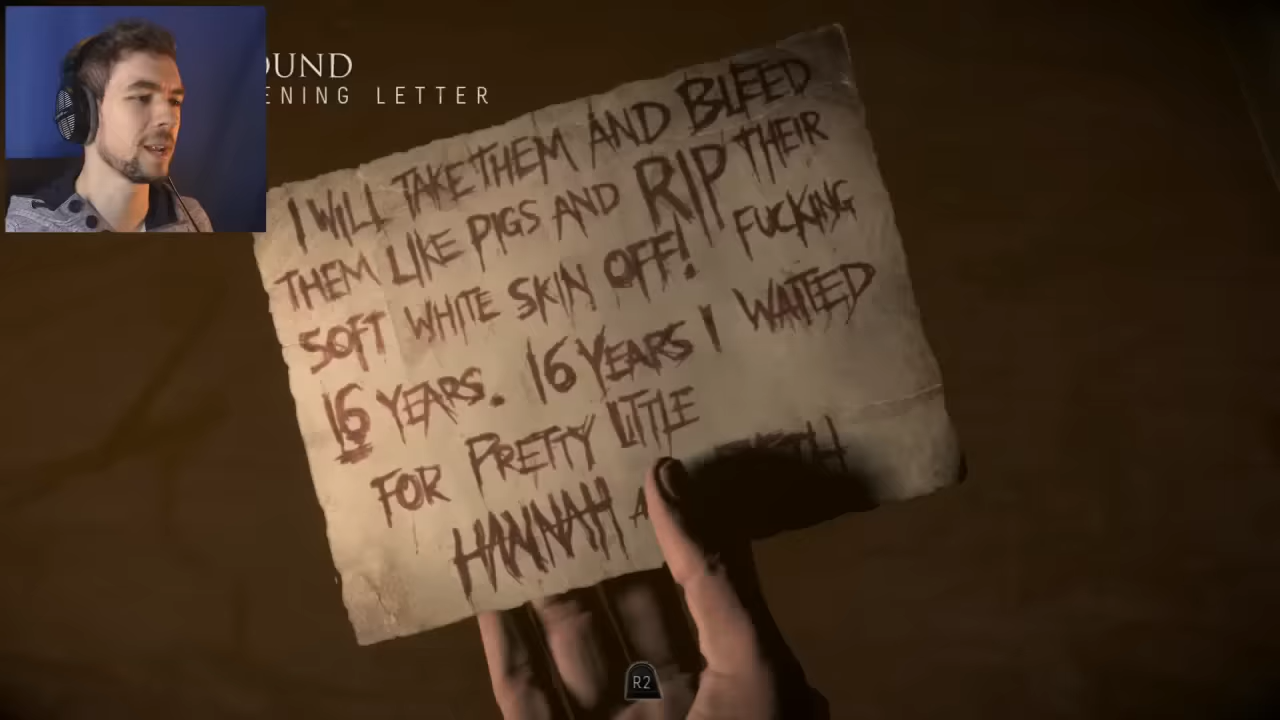 OUND
ENING LETTER
I WILL TAKE THEM AND BLEED
THEM LIKE PIGS AND RIP THEIR
SOFT WHITE SKIN OFF! FUCKING
16 YEARS. 16 YEARS I WAITED
FOR PRETTY LITTLE
HANNAH
R2